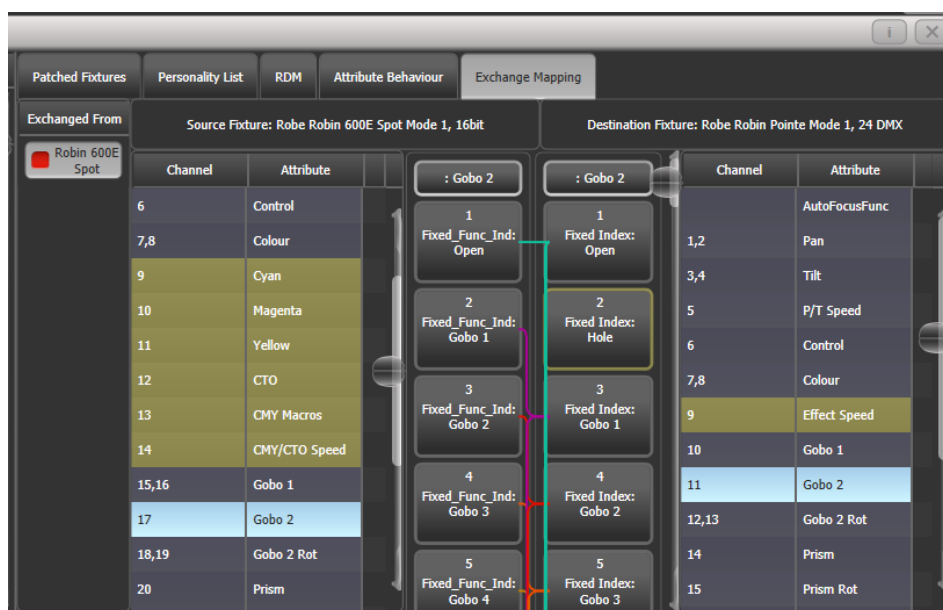 i
Patched Fixtures
Personality List
RDM
Attribute Behaviour
Exchange Mapping
Exchanged From
Robin 600E
Spot
Source Fixture: Robe Robin 600E Spot Mode 1, 16bit
Destination Fixture: Robe Robin Pointe Mode 1, 24 DMX
Channel Attribute
6 Control
7,8 Colour
9 Cyan
10 Magenta
11 Yellow
12 CTO
13 CMY Macros
14 CMY/CTO Speed
15,16 Gobo 1
17 Gobo 2
18,19 Gobo 2 Rot
20 Prism
: Gobo 2
1
Fixed_Func_Ind:
Open
2
Fixed_Func_Ind:
Gobo 1
3
Fixed_Func_Ind:
Gobo 2
4
Fixed_Func_Ind:
Gobo 3
5
Fixed_Func_Ind:
Gobo 4
: Gobo 2
1
Fixed Index:
Open
2
Fixed Index:
Hole
3
Fixed Index:
Gobo 1
4
Fixed Index:
Gobo 2
5
Fixed Index:
Gobo 3
Channel Attribute
AutoFocusFunc
1,2 Pan
3,4 Tilt
5 P/T Speed
6 Control
7,8 Colour
9 Effect Speed
10 Gobo 1
11 Gobo 2
12,13 Gobo 2 Rot
14 Prism
15 Prism Rot